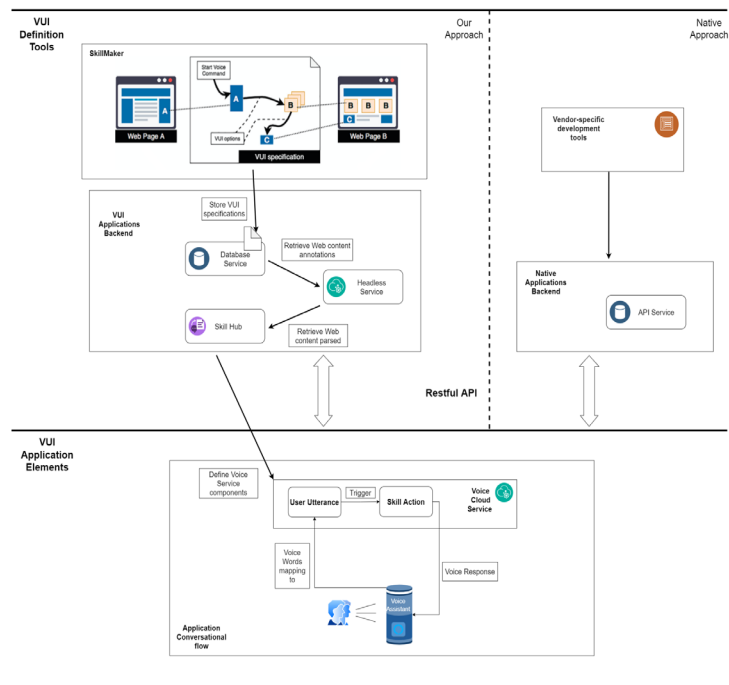 VUI
Definition
Tools
Our
Approach
Native
Approach
SkillMaker
Start Voice
Command
A
A
B
B
B
B
C
C
VUI options
Web Page A
Web Page B
VUI specification
Vendor-specific
development
tools
VUI
Applications
Backend
Store VUI
specifications
Database
Service
Retrieve Web content
annotations
Headless
Service
Skill Hub
Retrieve Web
content parsed
Native
Applications
Backend
API Service
Restful API
VUI
Application
Elements
Define Voice
Service
components
User Utterance
Trigger
Skill Action
Voice
Cloud
Service
Voice
Words
mapping
to
Voice Response
Voice
Assistant
Application
Conversational
flow